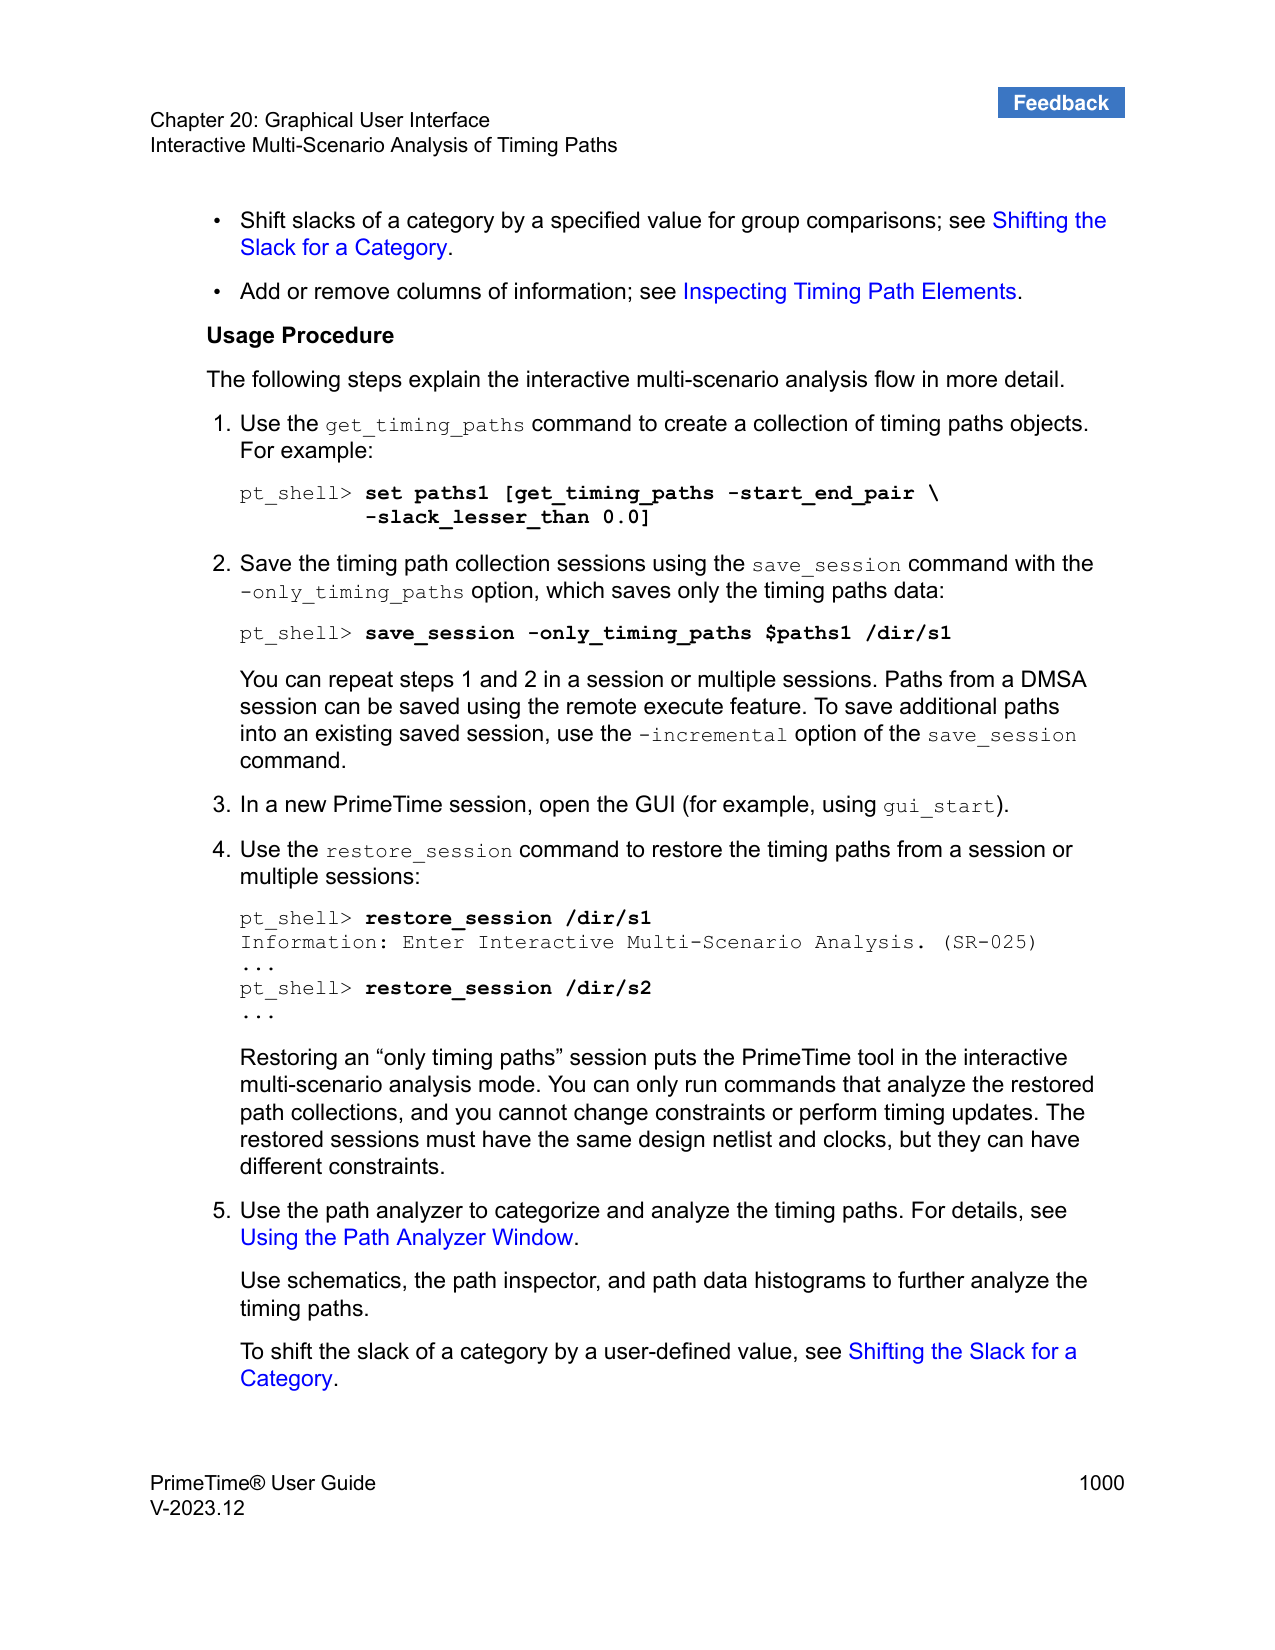 Feedback
Chapter 20: Graphical User Interface
Interactive Multi-Scenario Analysis of Timing Paths
• Shift slacks of a category by a specified value for group comparisons; see Shifting the
Slack for a Category.
• Add or remove columns of information; see Inspecting Timing Path Elements.
Usage Procedure
The following steps explain the interactive multi-scenario analysis flow in more detail.
1. Use the get_timing_paths command to create a collection of timing paths objects.
For example:
pt_shell> set paths1 [get_timing_paths -start_end_pair \
-slack_lesser_than 0.0]
2. Save the timing path collection sessions using the save_session command with the
-only_timing_paths option, which saves only the timing paths data:
pt_shell> save_session -only_timing_paths $paths1 /dir/s1
You can repeat steps 1 and 2 in a session or multiple sessions. Paths from a DMSA
session can be saved using the remote execute feature. To save additional paths
into an existing saved session, use the -incremental option of the save_session
command.
3. In a new PrimeTime session, open the GUI (for example, using gui_start).
4. Use the restore_session command to restore the timing paths from a session or
multiple sessions:
pt_shell> restore_session /dir/s1
Information: Enter Interactive Multi-Scenario Analysis. (SR-025)
...
pt_shell> restore_session /dir/s2
...
Restoring an “only timing paths” session puts the PrimeTime tool in the interactive
multi-scenario analysis mode. You can only run commands that analyze the restored
path collections, and you cannot change constraints or perform timing updates. The
restored sessions must have the same design netlist and clocks, but they can have
different constraints.
5. Use the path analyzer to categorize and analyze the timing paths. For details, see
Using the Path Analyzer Window.
Use schematics, the path inspector, and path data histograms to further analyze the
timing paths.
To shift the slack of a category by a user-defined value, see Shifting the Slack for a
Category.
PrimeTime® User Guide
1000
V-2023.12